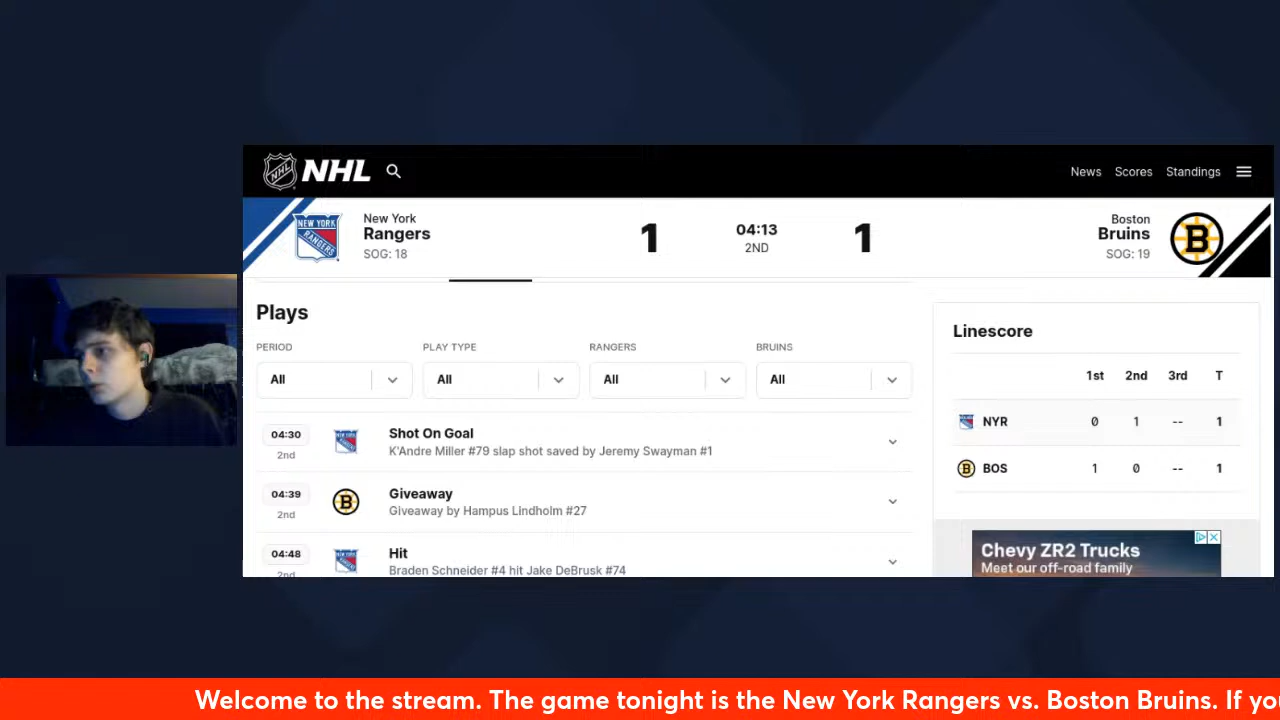 NHL
News Scores Standings
New York
Rangers
SOG: 18
1
04:13
2ND
1
Boston
Bruins
SOG: 19
Plays
PERIOD PLAY TYPE RANGERS BRUINS
All All All All
04:30
2nd
Shot On Goal
K'Andre Miller #79 slap shot saved by Jeremy Swayman #1
04:39
2nd
Giveaway
Giveaway by Hampus Lindholm #27
04:48
2nd
Hit
Braden Schneider #4 hit Jake DeBrusk #74
Linescore
1st 2nd 3rd T
NYR 0 1 -- 1
BOS 1 0 -- 1
Chevy ZR2 Trucks
Meet our off-road family
Welcome to the stream. The game tonight is the New York Rangers vs. Boston Bruins. If yo